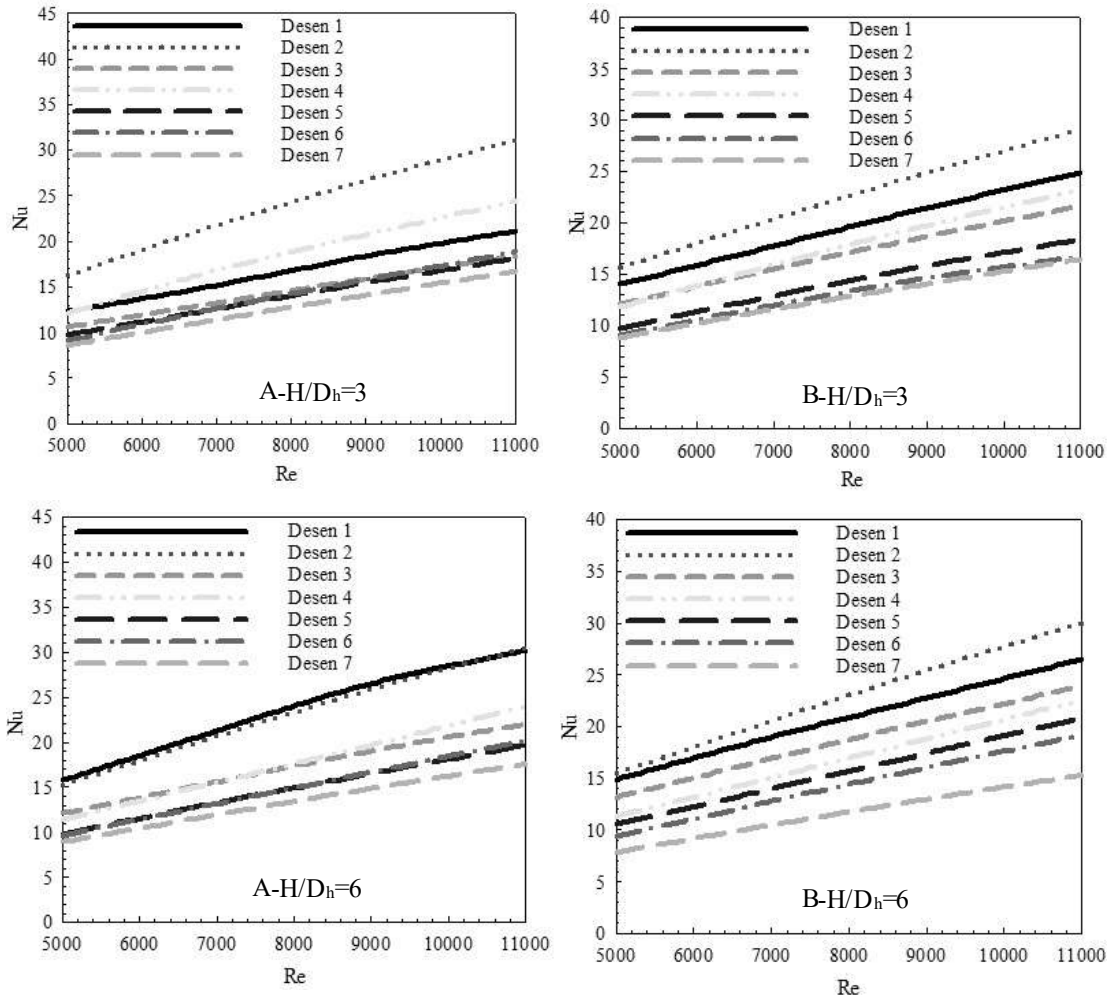 45
40
35
30
25
20
15
10
5
0
Nu
Desen 1
Desen 2
Desen 3
Desen 4
Desen 5
Desen 6
Desen 7
A-H/Dh=3
5000 6000 7000 8000 9000 10000 11000
Re
40
35
30
25
20
15
10
5
0
Nu
Desen 1
Desen 2
Desen 3
Desen 4
Desen 5
Desen 6
Desen 7
B-H/Dh=3
5000 6000 7000 8000 9000 10000 11000
Re
45
40
35
30
25
20
15
10
5
0
Nu
Desen 1
Desen 2
Desen 3
Desen 4
Desen 5
Desen 6
Desen 7
A-H/Dh=6
5000 6000 7000 8000 9000 10000 11000
Re
40
35
30
25
20
15
10
5
0
Nu
Desen 1
Desen 2
Desen 3
Desen 4
Desen 5
Desen 6
Desen 7
B-H/Dh=6
5000 6000 7000 8000 9000 10000 11000
Re